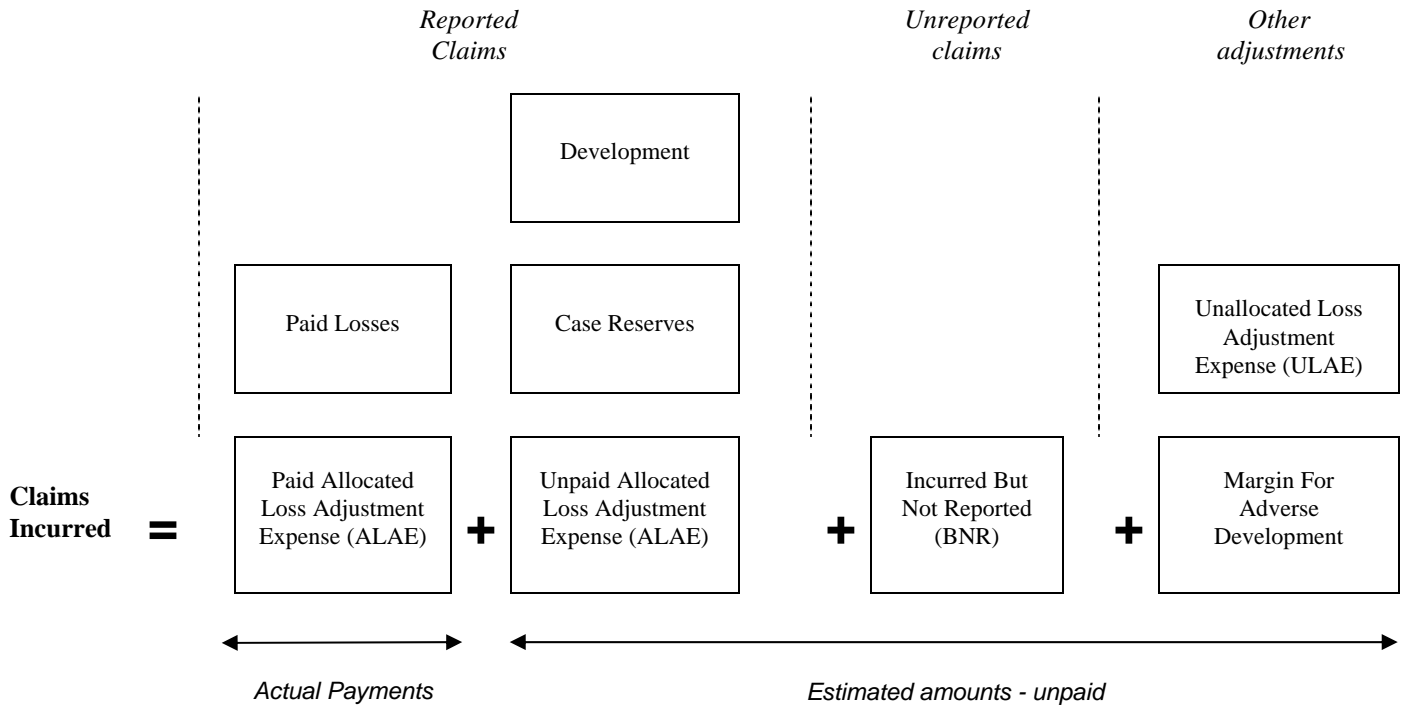 Reported
Claims
Unreported
claims
Other
adjustments
Development
Paid Losses
Case Reserves
Unallocated Loss
Adjustment
Expense (ULAE)
Claims
Incurred
=
Paid Allocated
Loss Adjustment
Expense (ALAE)
+
Unpaid Allocated
Loss Adjustment
Expense (ALAE)
+
Incurred But
Not Reported
(BNR)
+
Margin For
Adverse
Development
Actual Payments
Estimated amounts - unpaid